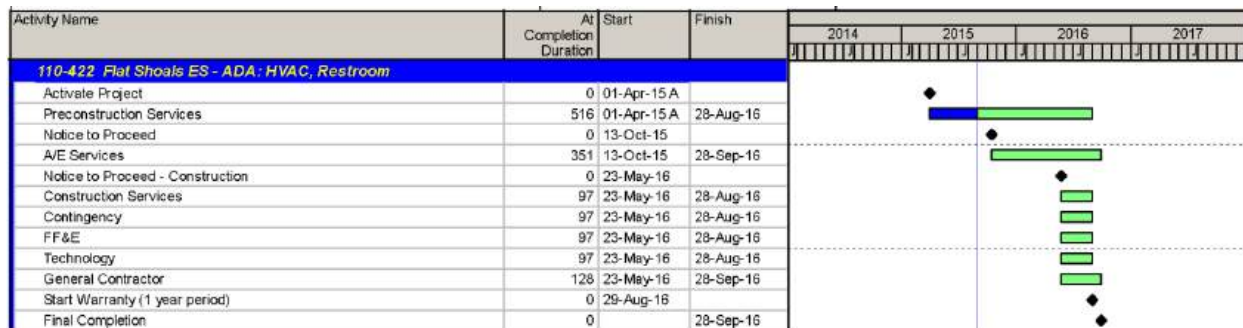 Activity Name At Completion Duration Start Finish
2014 2015 2016 2017
J J J J J J J J
110-422 Flat Shoals ES - ADA: HVAC, Restroom
Activate Project 0 01-Apr-15 A
Preconstruction Services 516 01-Apr-15 A 28-Aug-16
Notice to Proceed 0 13-Oct-15
A/E Services 351 13-Oct-15 28-Sep-16
Notice to Proceed - Construction 0 23-May-16
Construction Services 97 23-May-16 28-Aug-16
Contingency 97 23-May-16 28-Aug-16
FF&E 97 23-May-16 28-Aug-16
Technology 97 23-May-16 28-Aug-16
General Contractor 128 23-May-16 28-Sep-16
Start Warranty (1 year period) 0 29-Aug-16
Final Completion 0 28-Sep-16